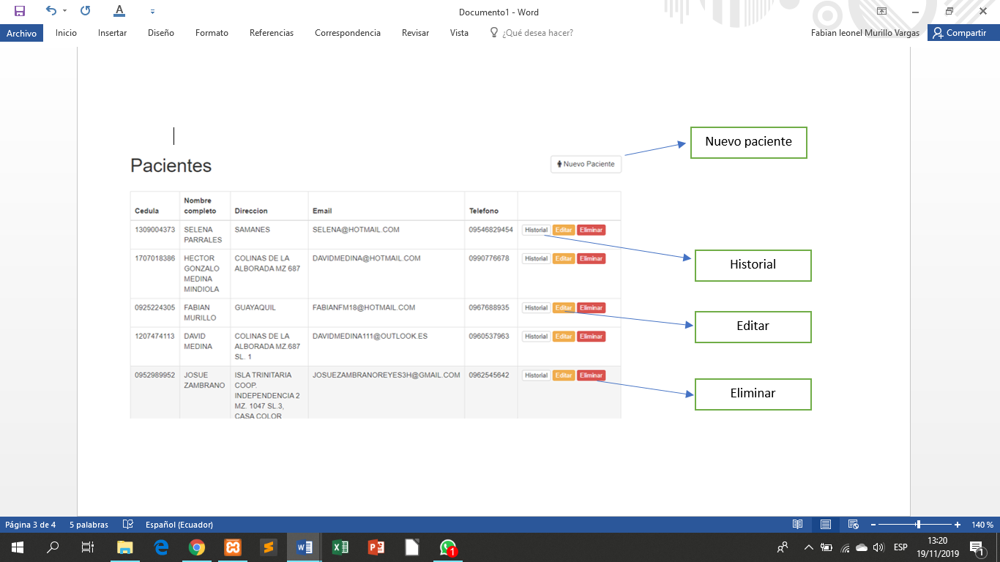 Documento1 - Word
Archivo Inicio Insertar Diseño Formato Referencias Correspondencia Revisar Vista ¿Qué desea hacer? Fabian leonel Murillo Vargas Compartir
Nuevo paciente
Pacientes
Nuevo Paciente
Cedula Nombre completo Direccion Email Telefono
1309004373 SELENA PARRALES SAMANES SELENA@HOTMAIL.COM 09546829454 Historial Editar Eliminar
Historial
1707018386 HECTOR GONZALO MEDINA MINDIOLA COLINAS DE LA ALBORADA MZ 687 DAVIDMEDINA@HOTMAIL.COM 0990776678 Historial Editar Eliminar
0925224305 FABIAN MURILLO GUAYAQUIL FABIANFM18@HOTMAIL.COM 0967688935 Historial Editar Eliminar
Editar
1207474113 DAVID MEDINA COLINAS DE LA ALBORADA MZ.687 SL. 1 DAVIDMEDINA111@OUTLOOK.ES 0960537963 Historial Editar Eliminar
0952989952 JOSUE ZAMBRANO ISLA TRINITARIA COOP. INDEPENDENCIA 2 MZ. 1047 SL.3, CASA COLOR JOSUEZAMBRANOREYES3H@GMAIL.COM 0962545642 Historial Editar Eliminar
Eliminar
Página 3 de 4 5 palabras Español (Ecuador) 140 %
ESP 13:20
19/11/2019
1
1